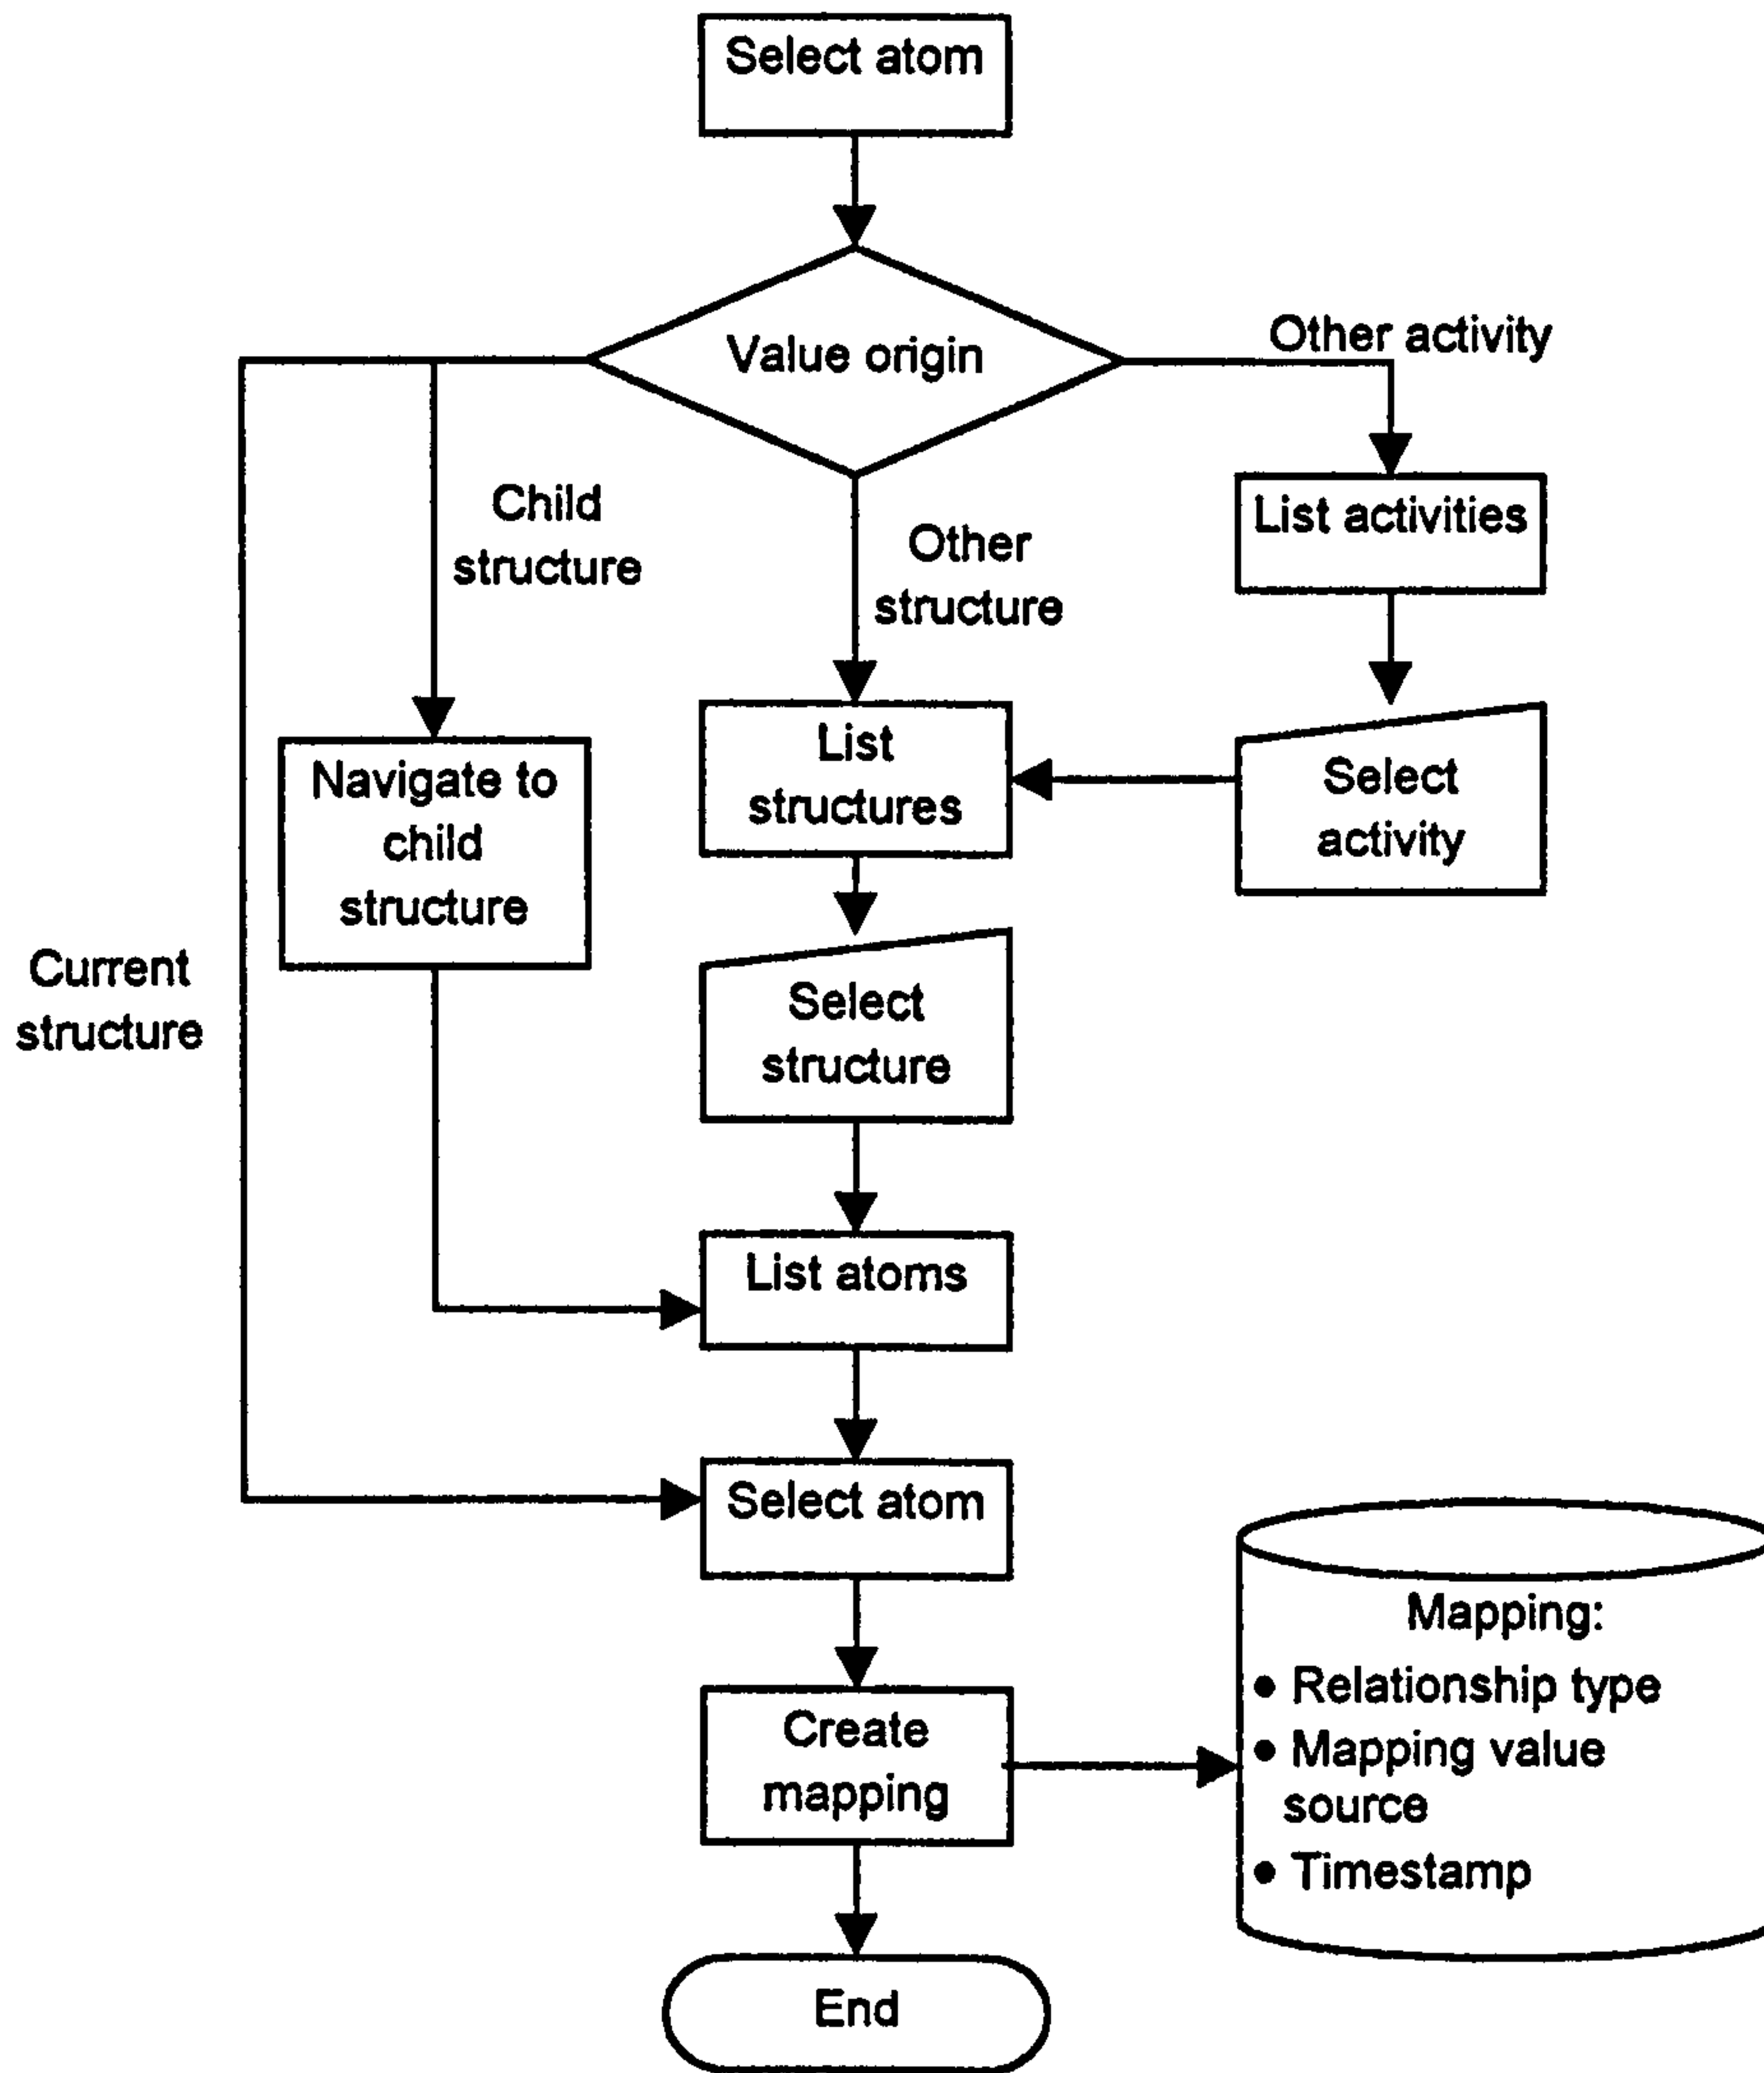 Select atom
Value origin
Other activity
Child
structure
Other
structure
List activities
List
structures
Select
activity
Navigate to
child
structure
Current
structure
Select
structure
List atoms
Select atom
Mapping:
● Relationship type
● Mapping value
source
● Timestamp
Create
mapping
End